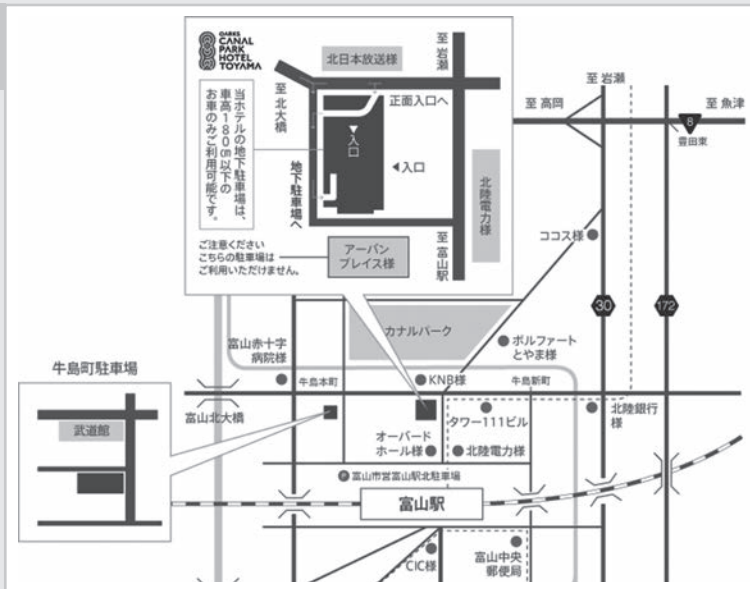 OARKS
CANAL
PARK
HOTEL
TOYAMA
北日本放送様
至 岩瀬
至 北大橋
正面入口へ
入口
入口
地下駐車場へ
当ホテルの地下駐車場は、
車高180cm以下の
お車のみご利用可能です。
北陸電力様
至 富山駅
ご注意ください
こちらの駐車場は
ご利用いただけません。
アーバン
プレイス様
至 岩瀬
至 高岡
至 魚津
8
豊田東
ココス様
30
172
カナルパーク
ボルファート
とやま様
富山赤十字
病院様
牛島本町
KNB様
牛島新町
富山北大橋
タワー111ビル
北陸銀行
様
オーバード
ホール様
北陸電力様
P 富山市営富山駅北駐車場
富山駅
CiC様
富山中央
郵便局
牛島町駐車場
武道館